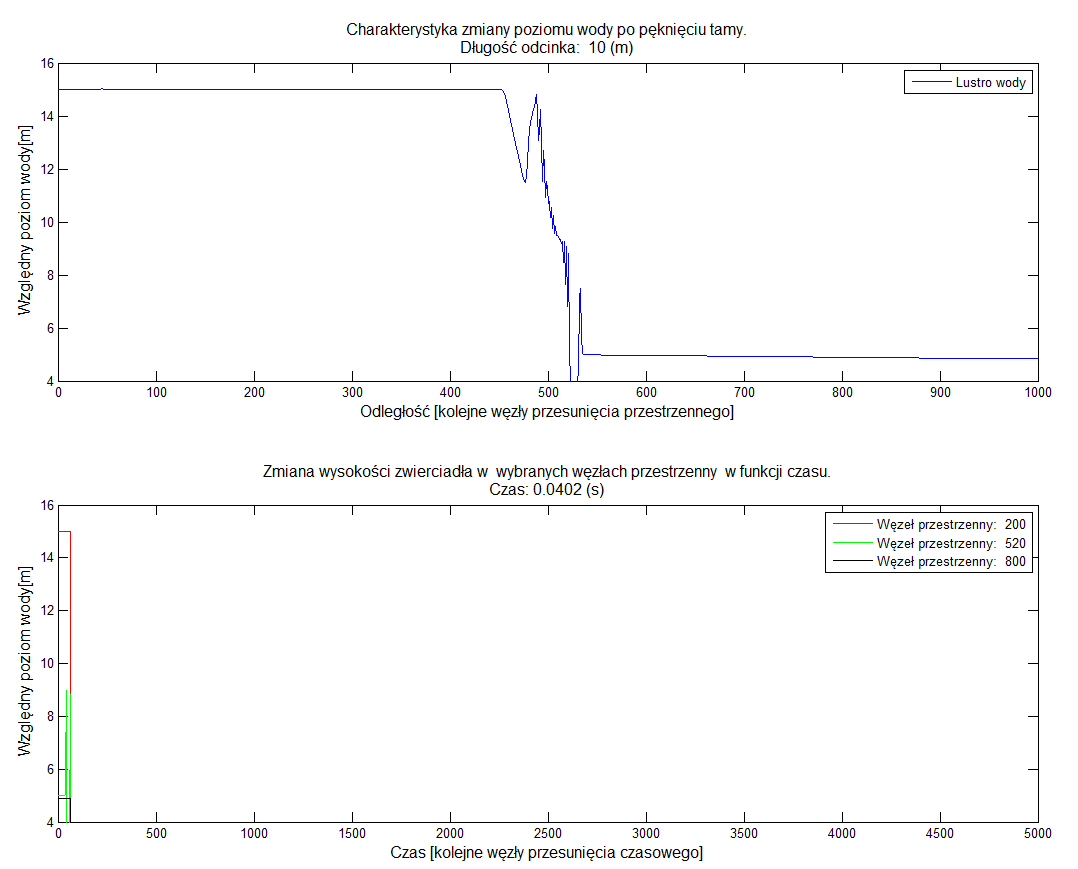 Charakterystyka zmiany poziomu wody po pęknięciu tamy.
Długość odcinka:  10 (m)
16
14
12
10
8
6
4
Względny poziom wody[m]
Lustro wody
0 100 200 300 400 500 600 700 800 900 1000
Odległość [kolejne węzły przesunięcia przestrzennego]
Zmiana wysokości zwierciadła w  wybranych węzłach przestrzenny  w funkcji czasu.
Czas: 0.0402 (s)
16
14
12
10
8
6
4
Względny poziom wody[m]
Węzeł przestrzenny:  200
Węzeł przestrzenny:  520
Węzeł przestrzenny:  800
0 500 1000 1500 2000 2500 3000 3500 4000 4500 5000
Czas [kolejne węzły przesunięcia czasowego]